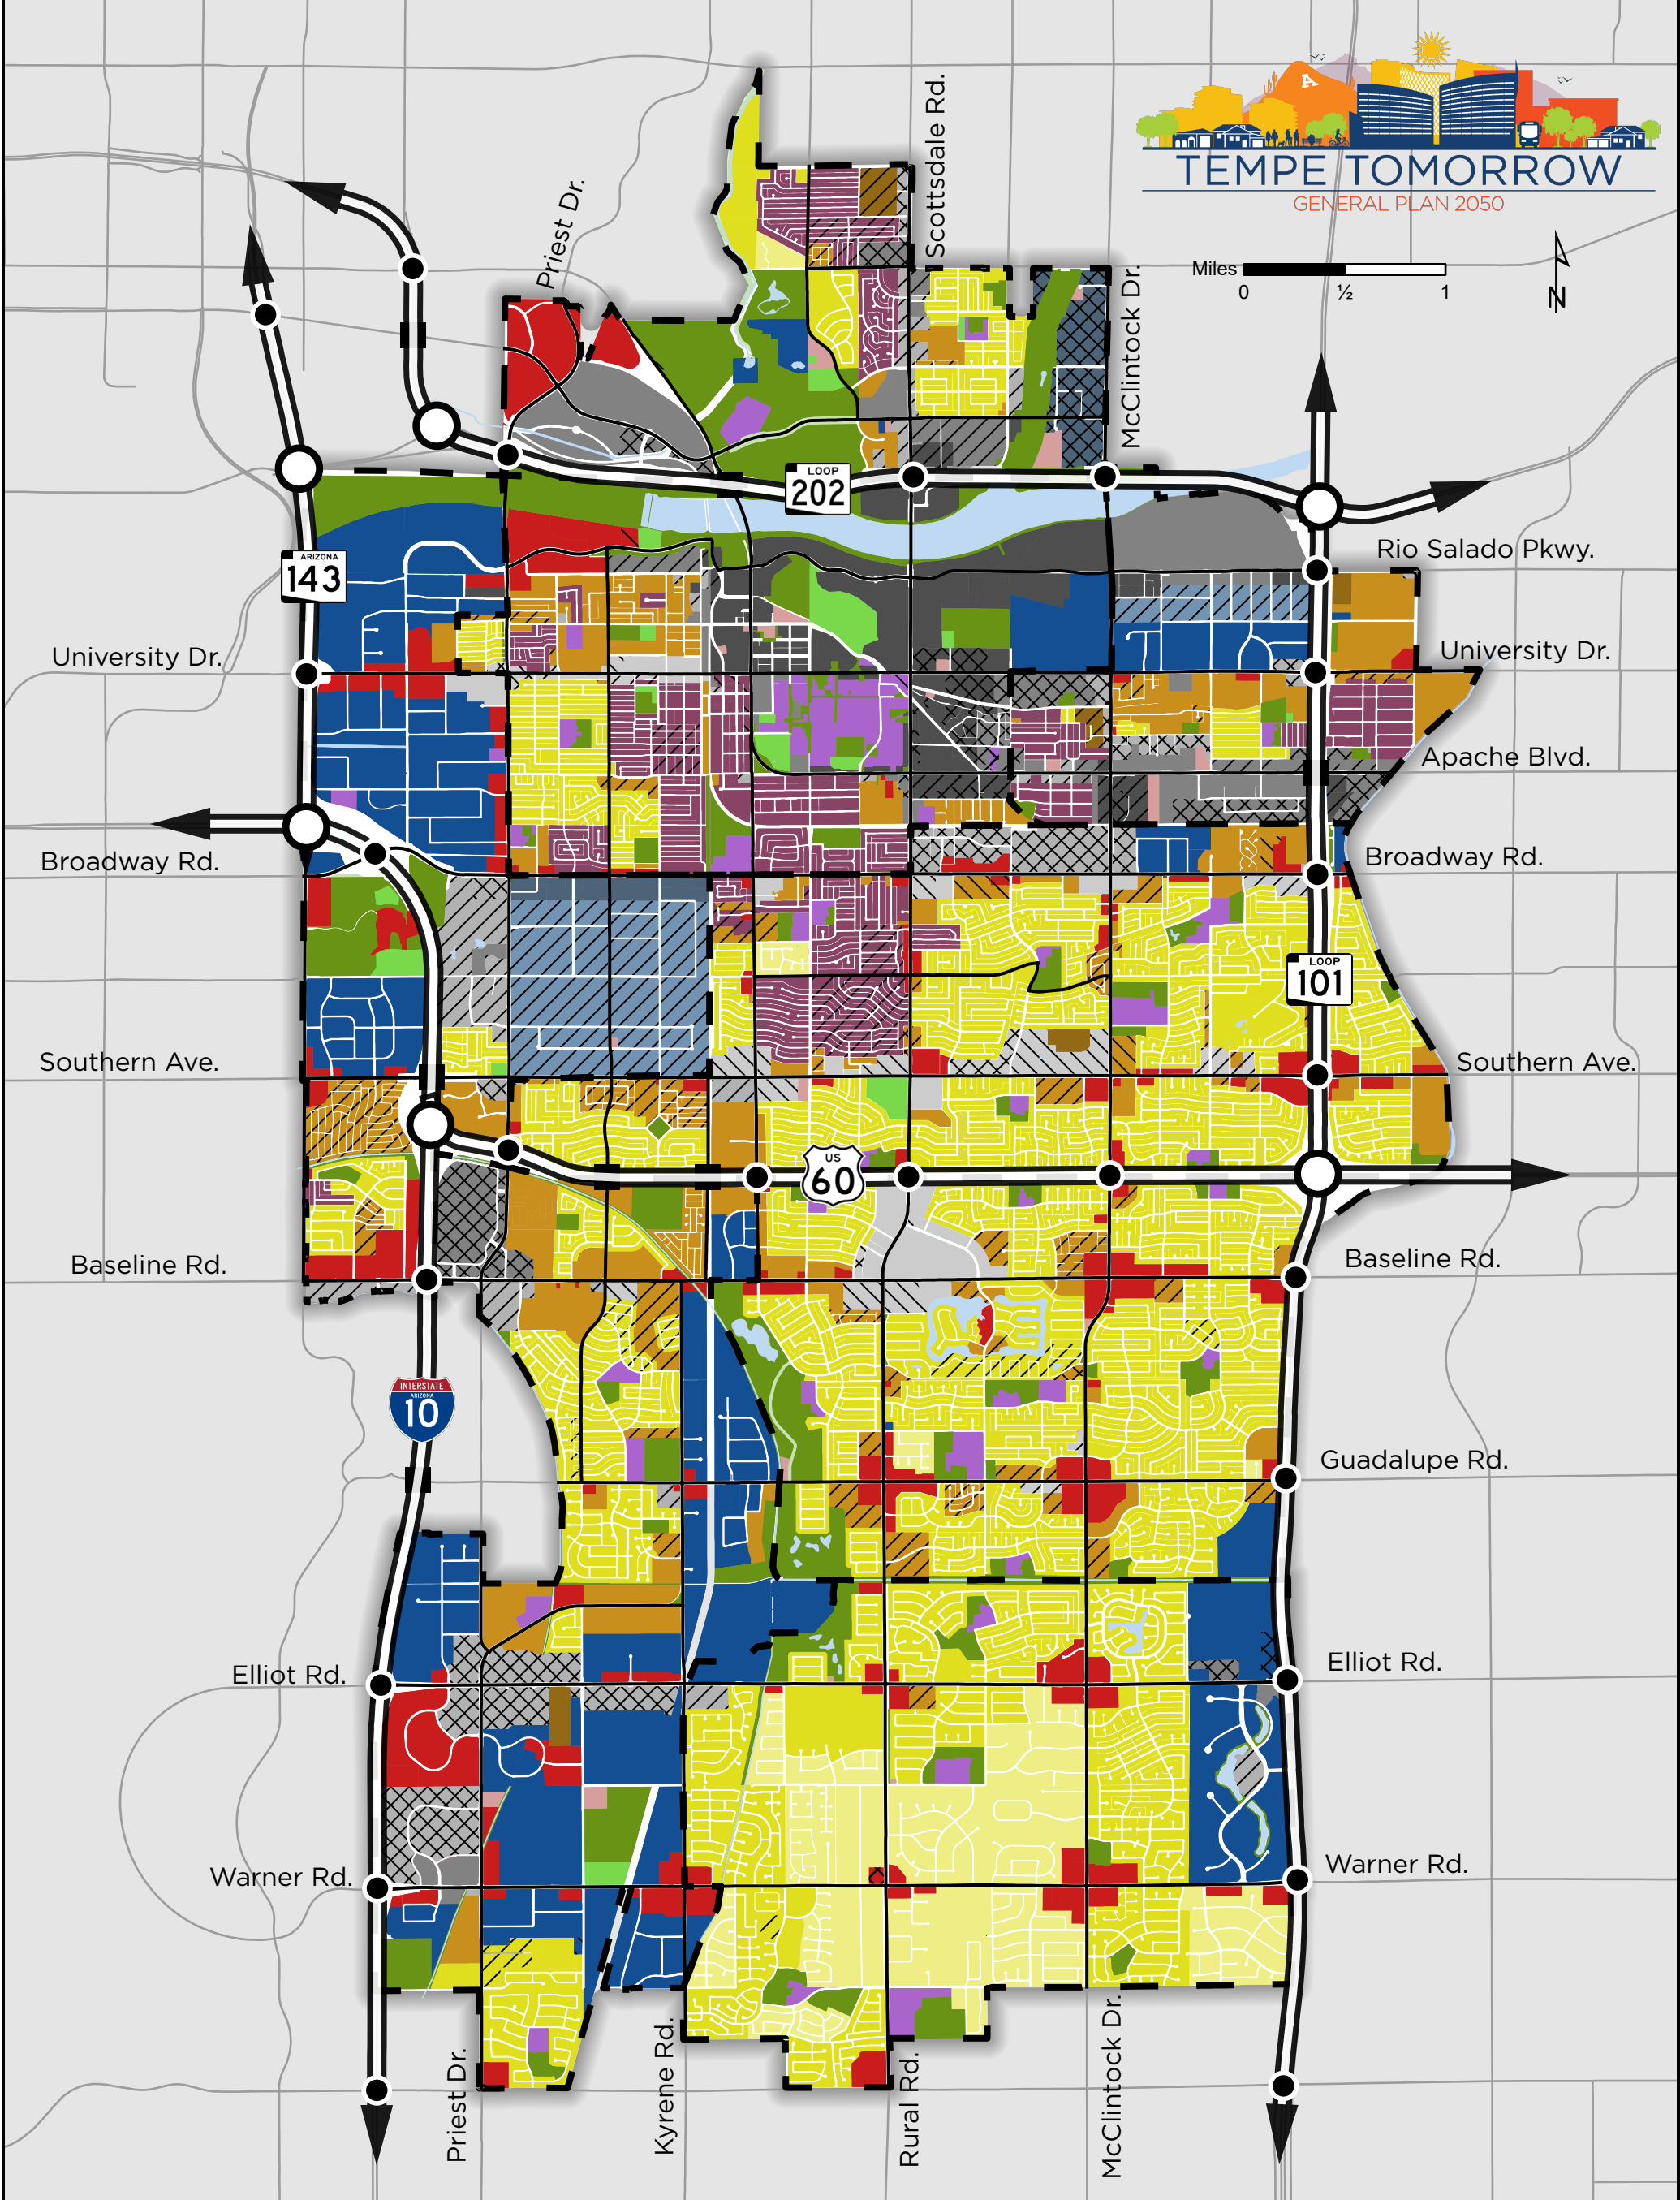 A
TEMPE TOMORROW
GENERAL PLAN 2050
Scottsdale Rd.
Priest Dr.
McClintock Dr.
Miles
0 ½ 1
N
LOOP
202
ARIZONA
143
Rio Salado Pkwy.
University Dr.
University Dr.
Apache Blvd.
Broadway Rd.
Broadway Rd.
LOOP
101
Southern Ave.
Southern Ave.
US
60
Baseline Rd.
Baseline Rd.
INTERSTATE
ARIZONA
10
Guadalupe Rd.
Elliot Rd.
Elliot Rd.
Warner Rd.
Warner Rd.
Priest Dr.
Kyrene Rd.
Rural Rd.
McClintock Dr.